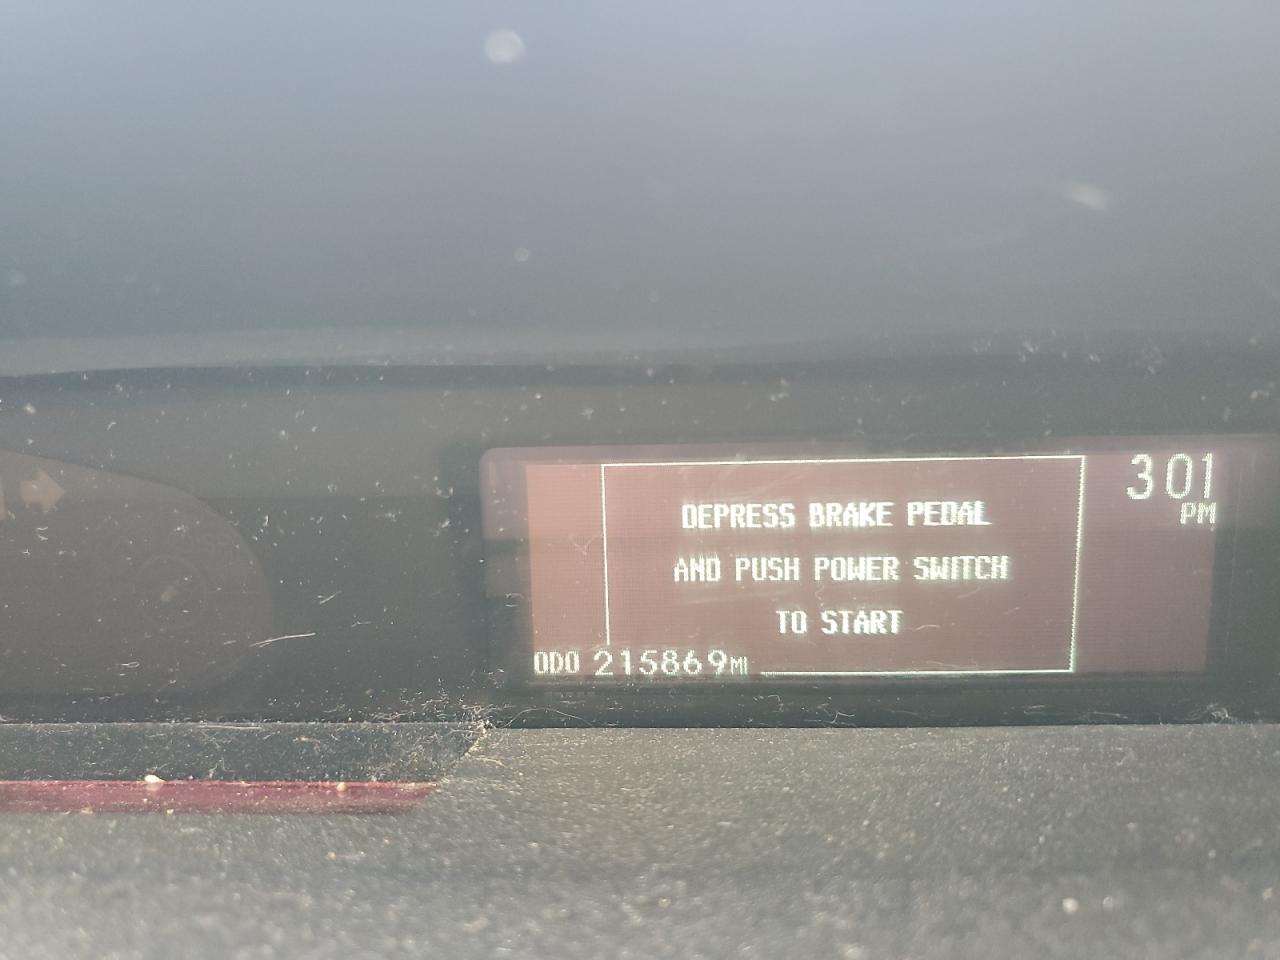 301
PM
DEPRESS BRAKE PEDAL
AND PUSH POWER SWITCH
TO START
ODO 215869MI